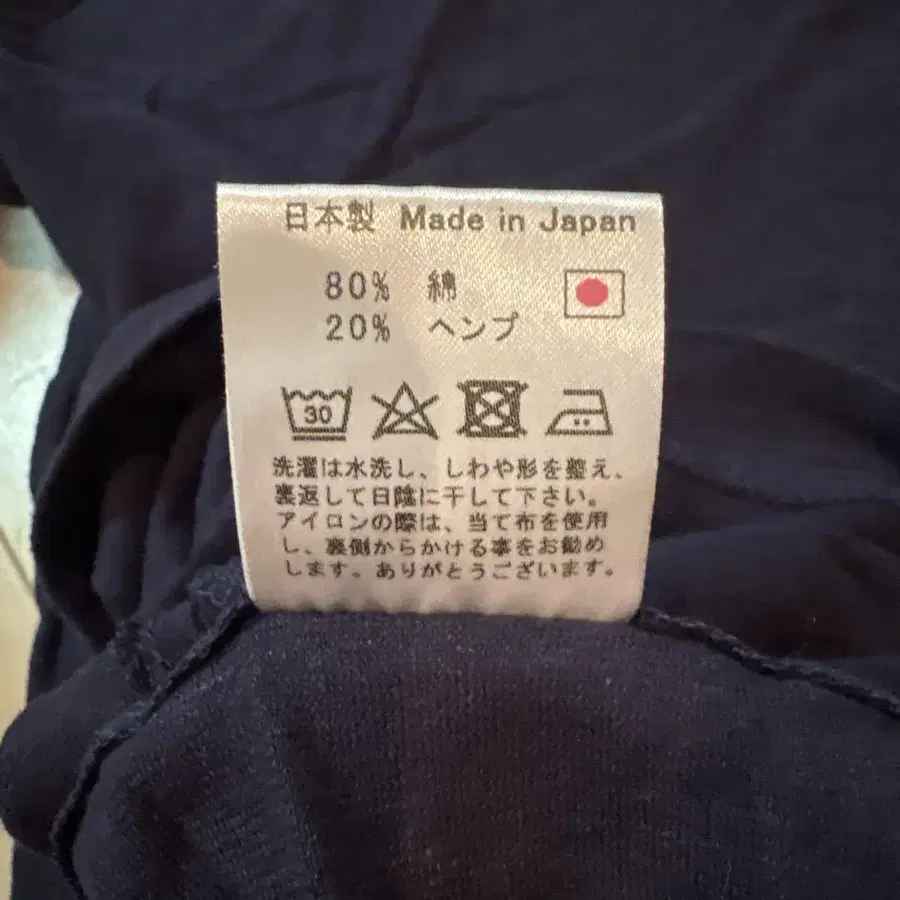 日本製 Made in Japan
80% 綿
20% ヘンプ
30
洗濯は水洗し、しわや形を整え、
裏返して日陰に干して下さい。
アイロンの際は、当て布を使用
し、裏側からかける事をお勧め
します。ありがとうございます。